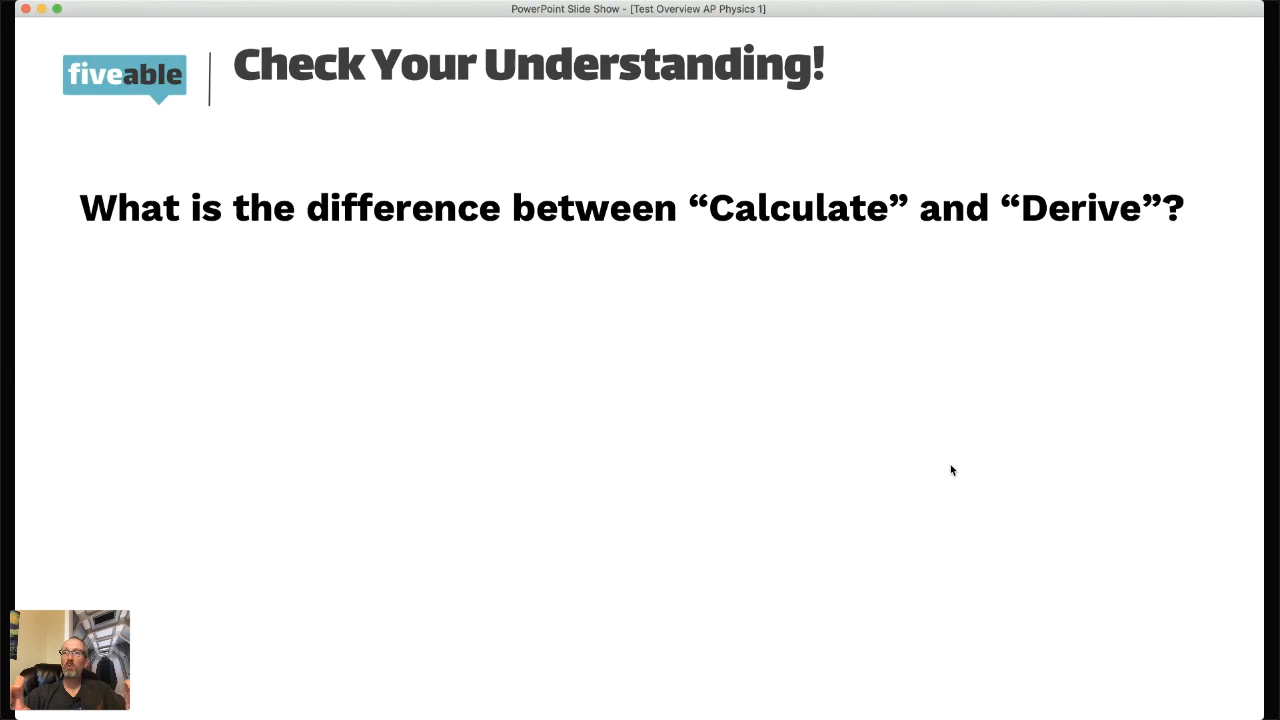 PowerPoint Slide Show - [Test Overview AP Physics 1]
fiveable
Check Your Understanding!
What is the difference between “Calculate” and “Derive”?